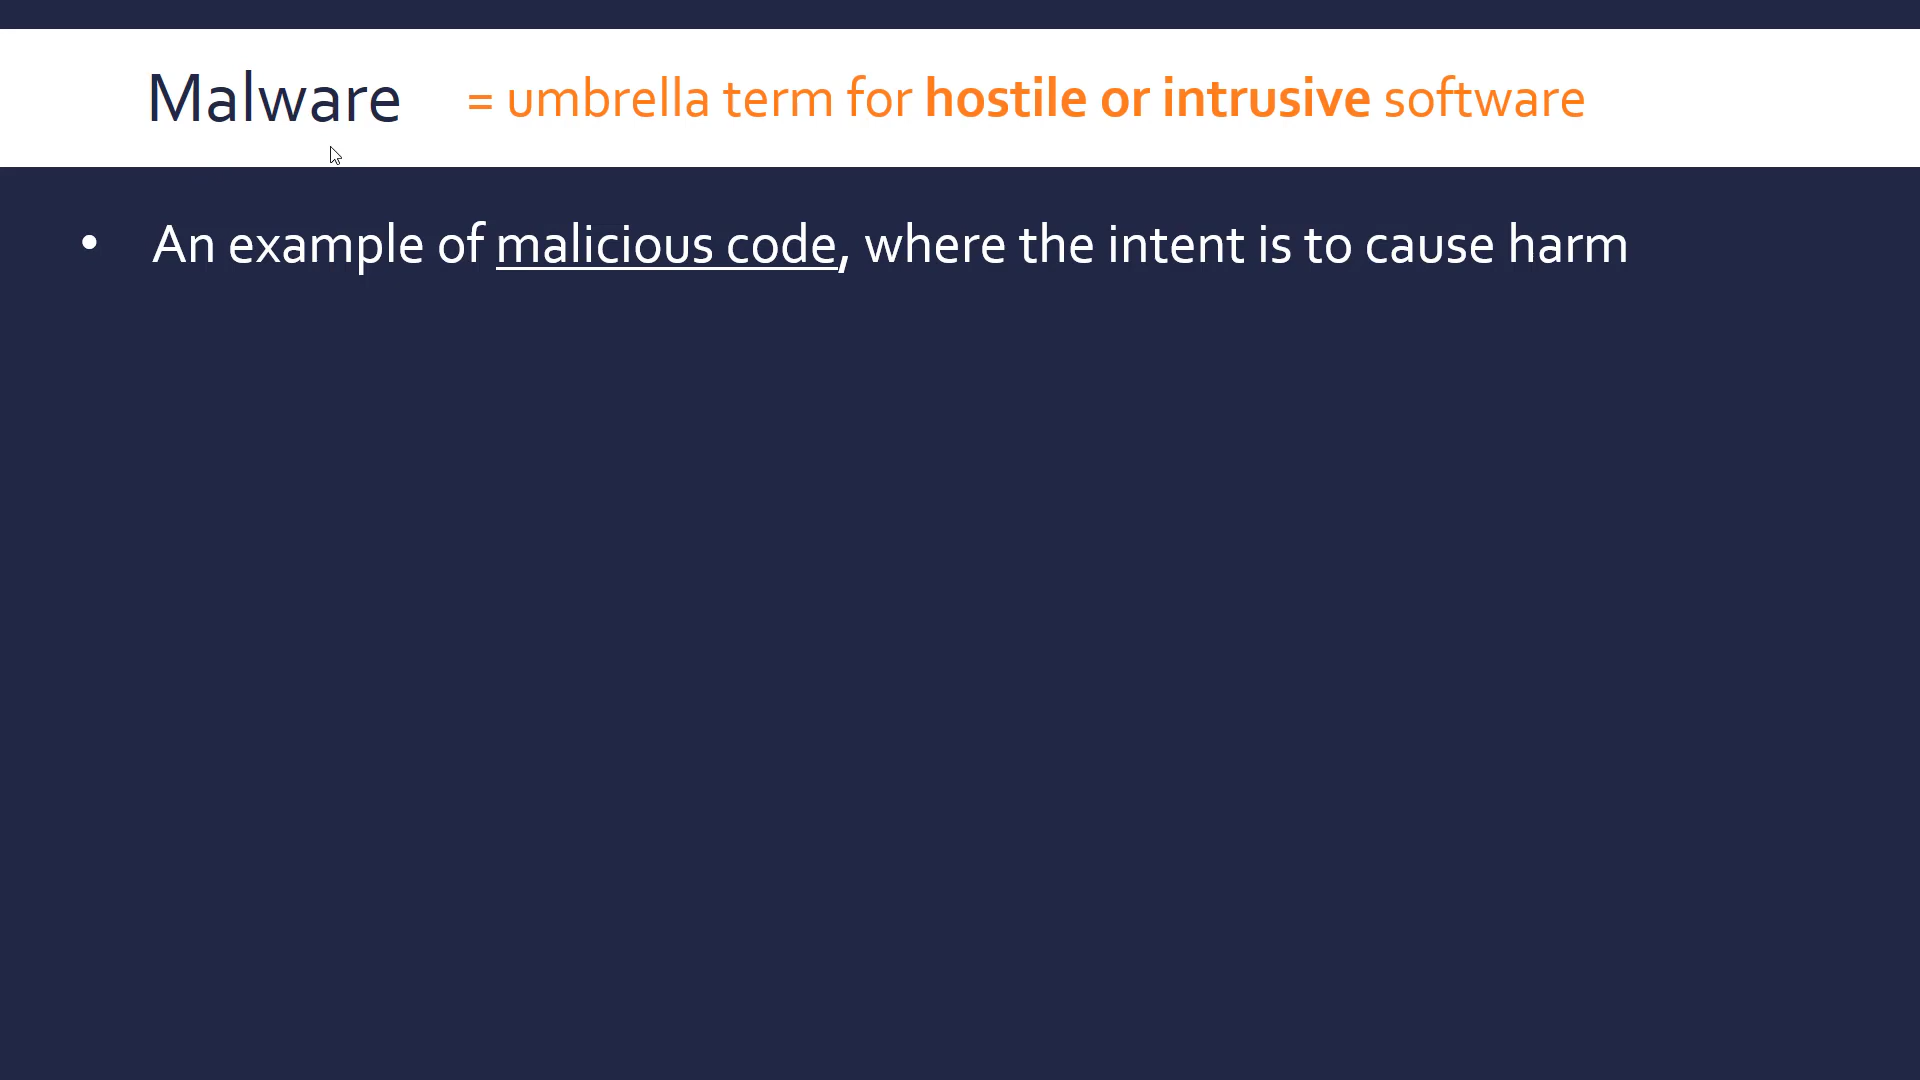 Malware = umbrella term for hostile or intrusive software
• An example of malicious code, where the intent is to cause harm